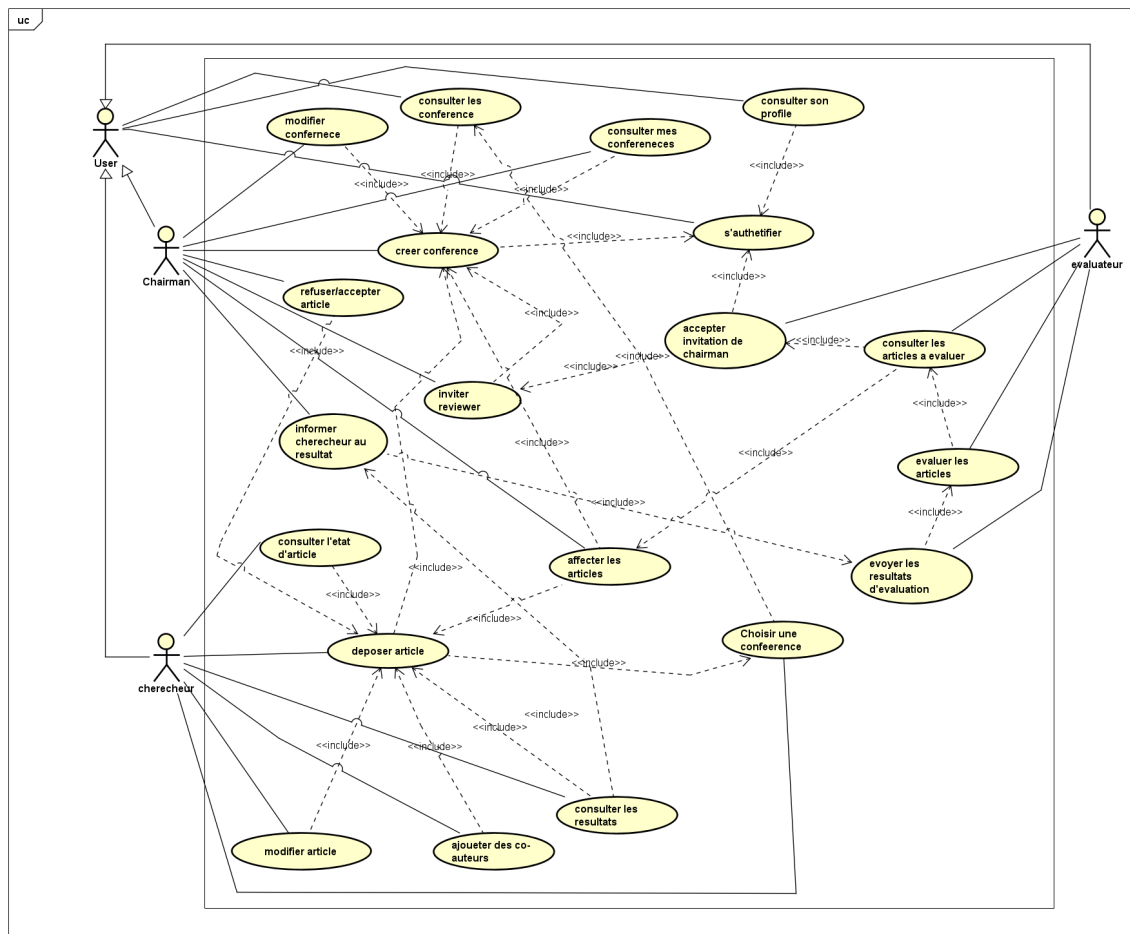 uc
consulter les
conference
consulter son
profile
modifier
confernece
consulter mes
confereneces
User
<<include>>
<<include>>
<<include>>
<<include>>
s'authetifier
<<include>>
creer conference
Chairman
evaluateur
<<include>>
refuser/accepter
article
<<include>>
accepter
invitation de
chairman
<<include>>
consulter les
articles a evaluer
<<include>>
<<include>>
<<include>>
inviter
reviewer
<<include>>
informer
cherecheur au
resultat
<<include>>
<<include>>
evaluer les
articles
<<include>>
<<include>>
consulter l'etat
d'article
affecter les
articles
<<include>>
evoyer les
resultats
d'evaluation
<<include>>
<<include>>
Choisir une
confeerence
deposer article
<<include>>
cherecheur
<<include>>
<<include>>
<<include>>
<<include>>
consulter les
resultats
modifier article
ajoueter des co-
auteurs